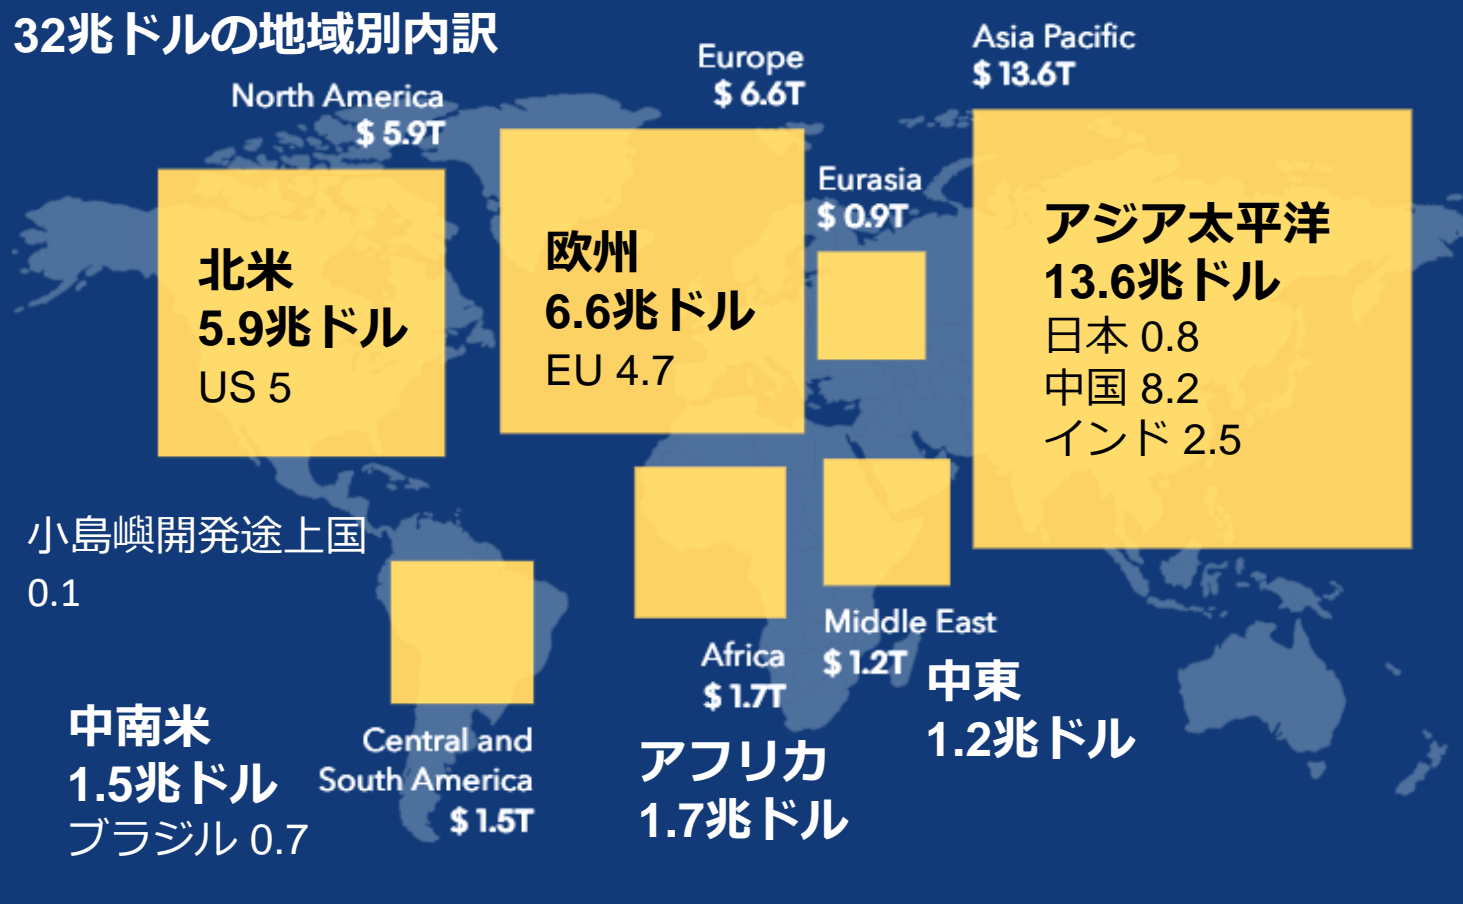 32兆ドルの地域別内訳
North America
$ 5.9T
北米
5.9兆ドル
US 5
Europe
$ 6.6T
欧州
6.6兆ドル
EU 4.7
Eurasia
$ 0.9T
Asia Pacific
$ 13.6T
アジア太平洋
13.6兆ドル
日本 0.8
中国 8.2
インド 2.5
小島嶼開発途上国
0.1
中南米
1.5兆ドル
ブラジル 0.7
Central and
South America
$ 1.5T
Africa
$ 1.7T
アフリカ
1.7兆ドル
Middle East
$ 1.2T
中東
1.2兆ドル